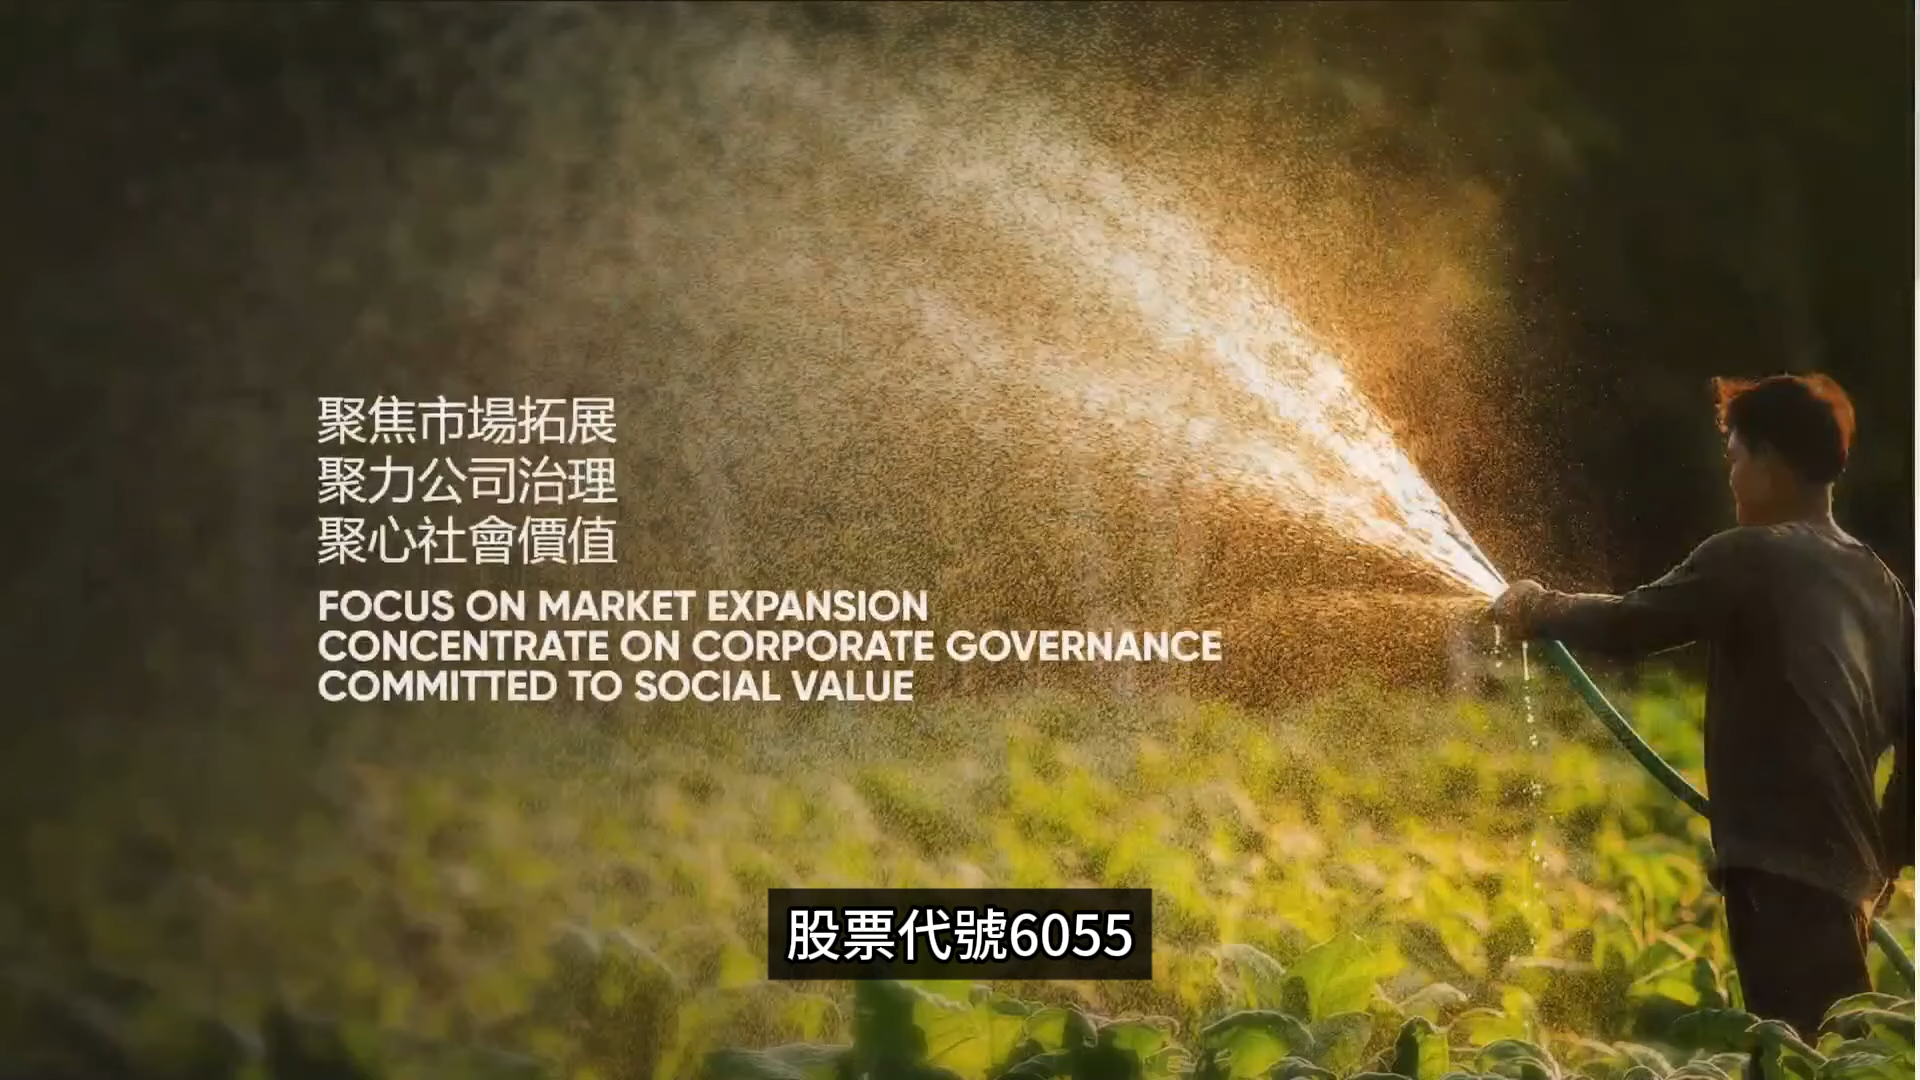 聚焦市場拓展
聚力公司治理
聚心社會價值
FOCUS ON MARKET EXPANSION
CONCENTRATE ON CORPORATE GOVERNANCE
COMMITTED TO SOCIAL VALUE
股票代號6055